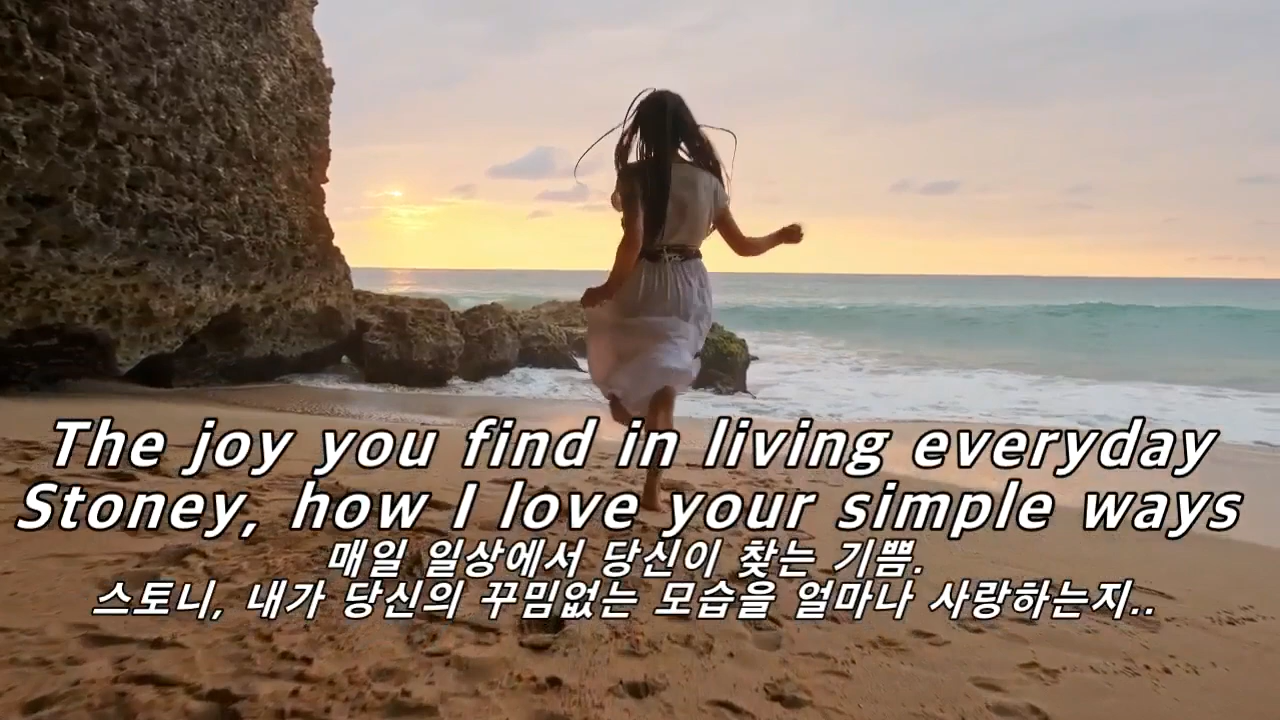 The joy you find in living everyday
Stoney, how I love your simple ways
매일 일상에서 당신이 찾는 기쁨.
스토니, 내가 당신의 꾸밈없는 모습을 얼마나 사랑하는지..